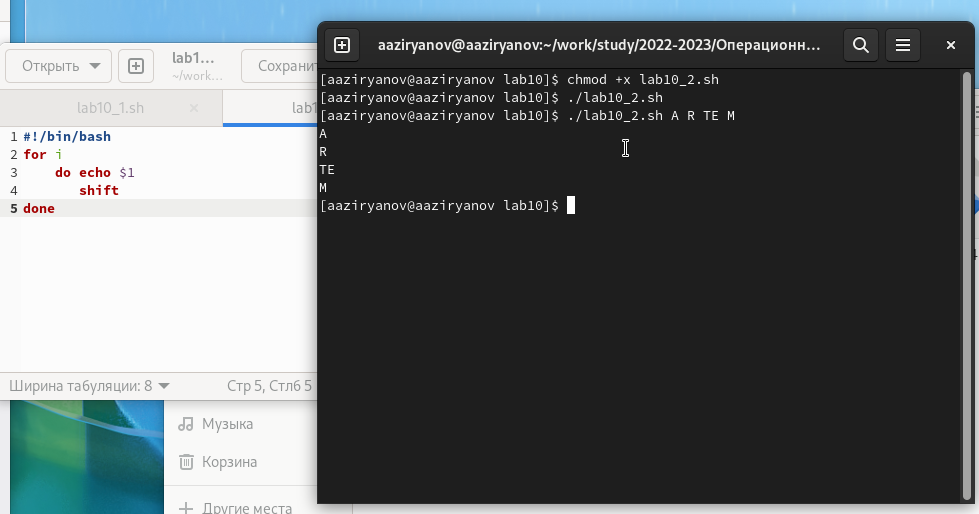 Открыть
lab1...
~/work...
Сохранит
lab10_1.sh
lab1
1 #!/bin/bash
2 for i
3     do echo $1
4        shift
5 done
Ширина табуляции: 8
Стр 5, Стлб 5
Музыка
Корзина
Другие места
aaziryanov@aaziryanov:~/work/study/2022-2023/Операционн...
[aaziryanov@aaziryanov lab10]$ chmod +x lab10_2.sh
[aaziryanov@aaziryanov lab10]$ ./lab10_2.sh
[aaziryanov@aaziryanov lab10]$ ./lab10_2.sh A R TE M
A
R
TE
M
[aaziryanov@aaziryanov lab10]$